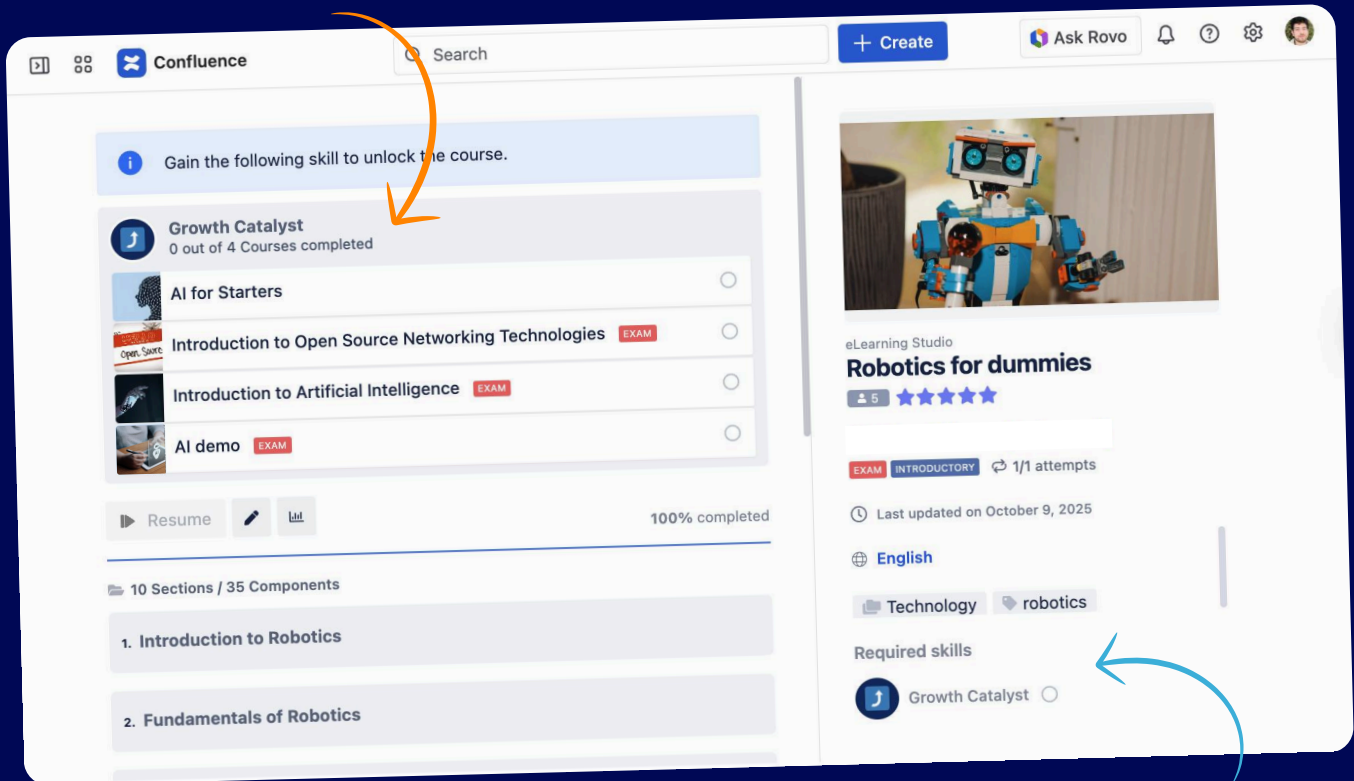 Confluence
Search
+ Create
Ask Rovo
Gain the following skill to unlock the course.
Growth Catalyst
0 out of 4 Courses completed
AI for Starters
Open Source
Introduction to Open Source Networking Technologies EXAM
Introduction to Artificial Intelligence EXAM
AI demo EXAM
Resume
100% completed
10 Sections / 35 Components
1. Introduction to Robotics
2. Fundamentals of Robotics
eLearning Studio
Robotics for dummies
5
EXAM INTRODUCTORY 1/1 attempts
Last updated on October 9, 2025
English
Technology robotics
Required skills
Growth Catalyst